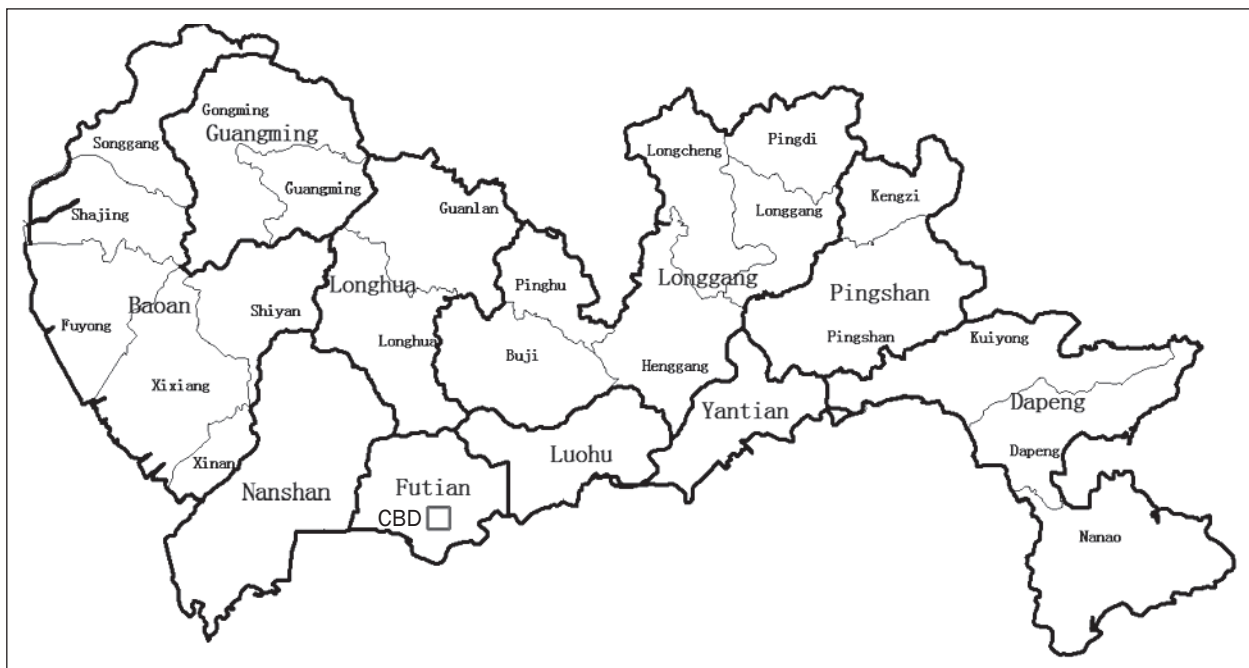 Gongming
Guangming
Songgang
Pingdi
Longcheng
Guangming
Kengzi
Shajing
Guanlan
Longgang
Longgang
Longhua
Pinghu
Pingshan
Baoan
Shiyan
Fuyong
Longhua
Pingshan
Kuiyong
Buji
Henggang
Xixiang
Yantian
Dapeng
Luohu
Dapeng
Xinan
Nanshan
Futian
CBD
Nanao